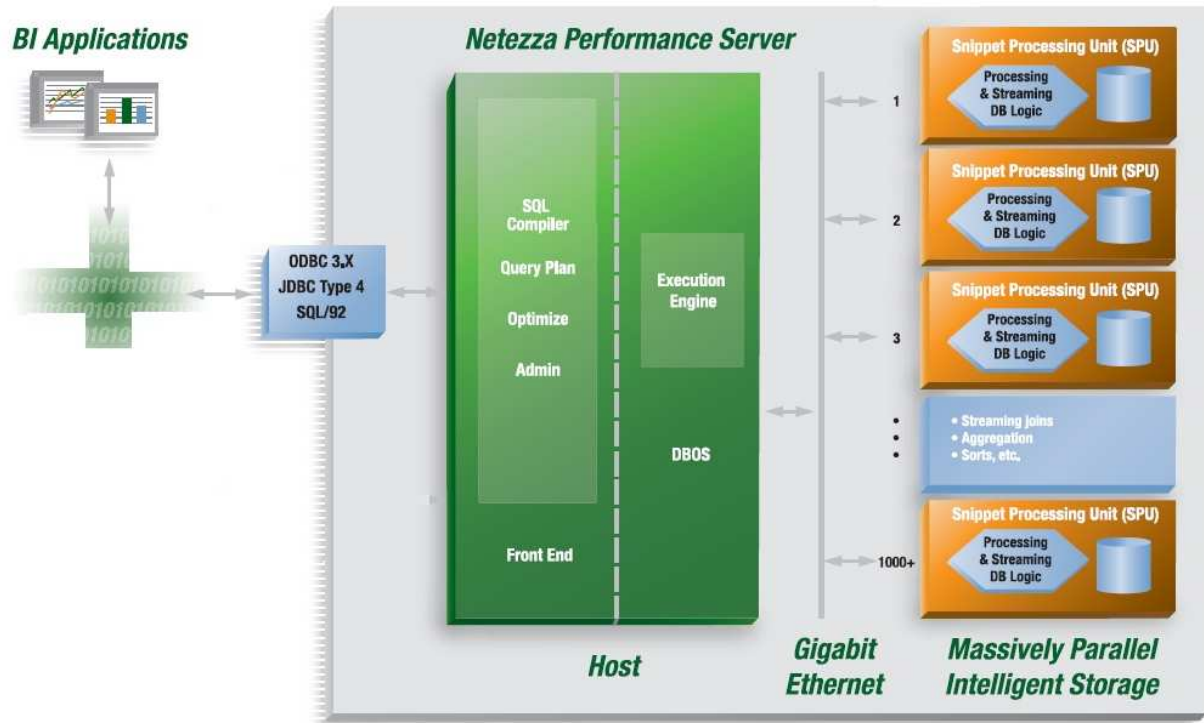 BI Applications
Netezza Performance Server
ODBC 3.X
JDBC Type 4
SQL/92
SQL
Compiler
Query Plan
Optimize
Admin
Front End
Execution
Engine
DBOS
Host
Gigabit
Ethernet
1
2
3
1000+
Snippet Processing Unit (SPU)
Processing
& Streaming
DB Logic
Snippet Processing Unit (SPU)
Processing
& Streaming
DB Logic
Snippet Processing Unit (SPU)
Processing
& Streaming
DB Logic
• Streaming joins
• Aggregation
• Sorts, etc.
Snippet Processing Unit (SPU)
Processing
& Streaming
DB Logic
Massively Parallel
Intelligent Storage